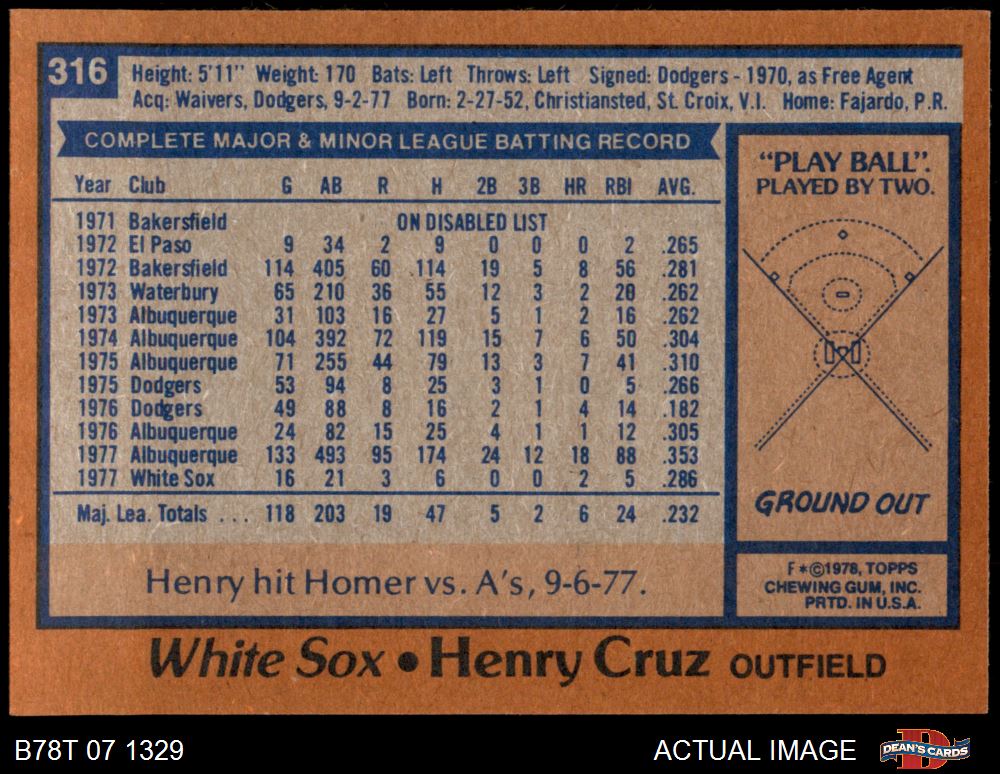 316
Height: 5'11" Weight: 170 Bats: Left Throws: Left Signed: Dodgers - 1970, as Free Agent
Acq: Waivers, Dodgers, 9-2-77 Born: 2-27-52, Christiansted, St. Croix, V.I. Home: Fajardo, P.R.
COMPLETE MAJOR & MINOR LEAGUE BATTING RECORD
Year Club G AB R H 2B 3B HR RBI AVG.
1971 Bakersfield ON DISABLED LIST
1972 El Paso 9 34 2 9 0 0 0 2 .265
1972 Bakersfield 114 405 60 114 19 5 8 56 .281
1973 Waterbury 65 210 36 55 12 3 2 20 .262
1973 Albuquerque 31 103 16 27 5 1 2 16 .262
1974 Albuquerque 104 392 72 119 15 7 6 50 .304
1975 Albuquerque 71 255 44 79 13 3 7 41 .310
1975 Dodgers 53 94 8 25 3 1 0 5 .266
1976 Dodgers 49 88 8 16 2 1 4 14 .182
1976 Albuquerque 24 82 15 25 4 1 1 12 .305
1977 Albuquerque 133 493 95 174 24 12 18 88 .353
1977 White Sox 16 21 3 6 0 0 2 5 .286
Maj. Lea. Totals ... 118 203 19 47 5 2 6 24 .232
Henry hit Homer vs. A's, 9-6-77.
"PLAY BALL".
PLAYED BY TWO.
GROUND OUT
F*©1978, TOPPS
CHEWING GUM, INC.
PRTD. IN U.S.A.
White Sox • Henry Cruz OUTFIELD
B78T 07 1329
ACTUAL IMAGE
DEAN'S CARDS